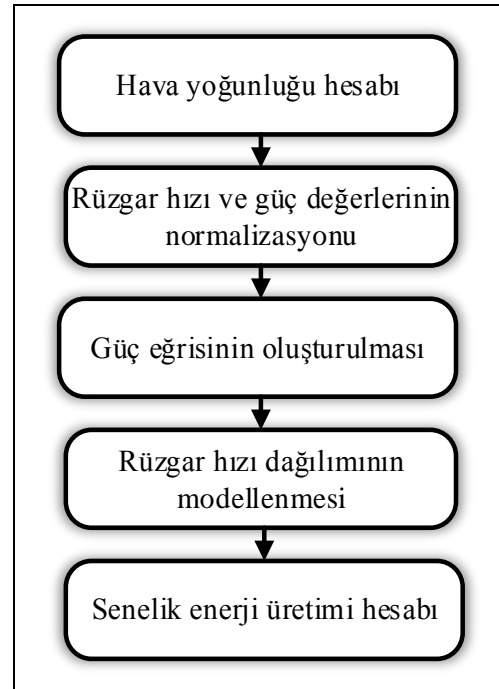 Hava yoğunluğu hesabı
Rüzgar hızı ve güç değerlerinin
normalizasyonu
Güç eğrisinin oluşturulması
Rüzgar hızı dağılımının
modellenmesi
Senelik enerji üretimi hesabı